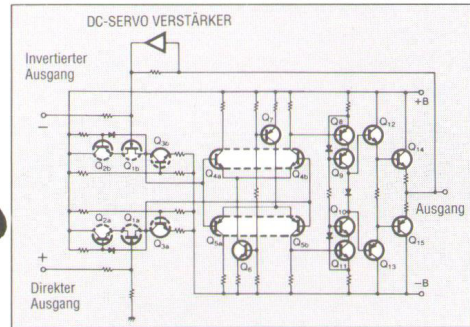 DC-SERVO VERSTÄRKER
Invertierter
Ausgang
−
+B
Q7
Q8
Q12
Q2b
Q1b
Q3b
Q4a
Q4b
Q9
Q14
Ausgang
Q2a
Q1a
Q3a
Q5a
Q5b
Q10
Q15
Q6
Q11
Q13
+
−B
Direkter
Ausgang